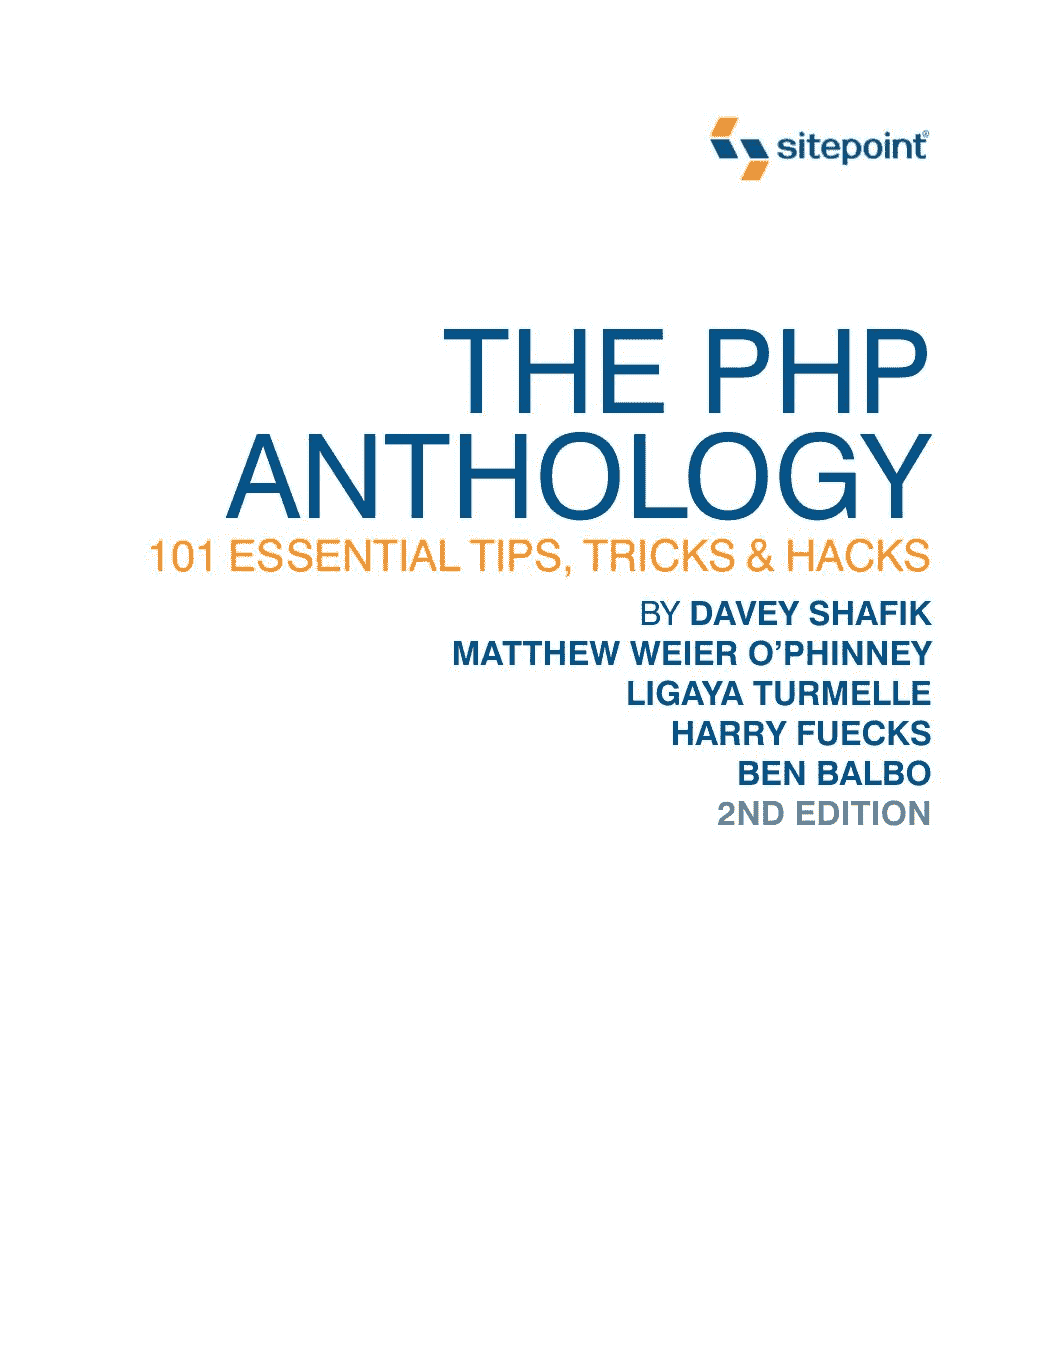 sitepoint®
THE PHP
ANTHOLOGY
101 ESSENTIAL TIPS, TRICKS & HACKS
BY DAVEY SHAFIK
MATTHEW WEIER O’PHINNEY
LIGAYA TURMELLE
HARRY FUECKS
BEN BALBO
2ND EDITION